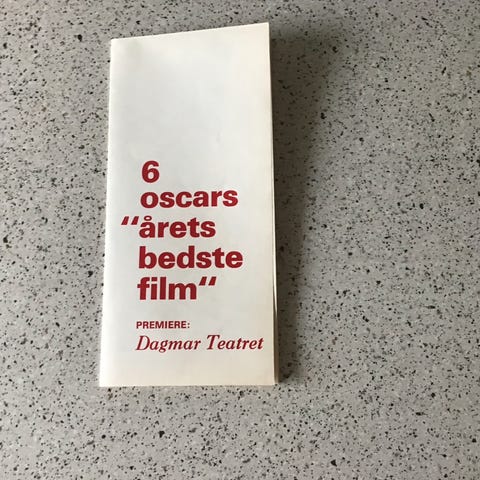 6
oscars
“årets
bedste
film“
PREMIERE:
Dagmar Teatret